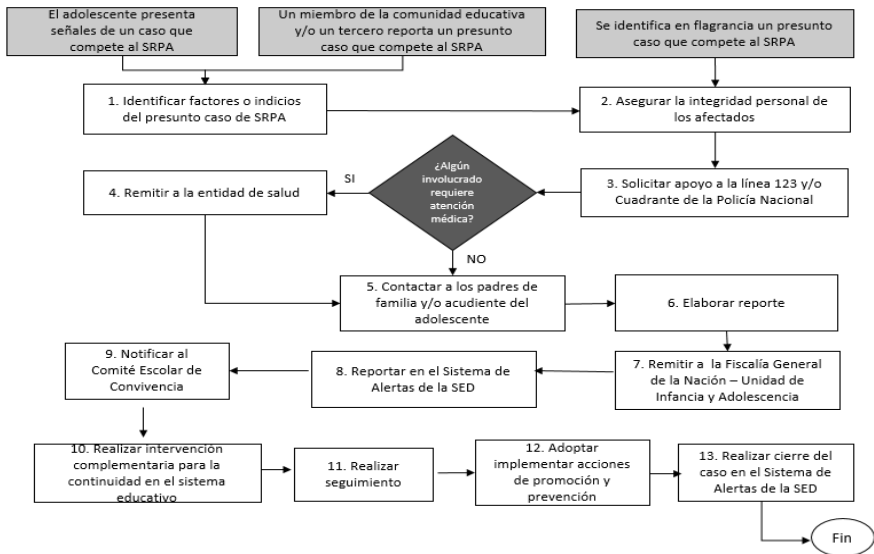 El adolescente presenta
señales de un caso que
compete al SRPA
Un miembro de la comunidad educativa
y/o un tercero reporta un presunto
caso que compete al SRPA
Se identifica en flagrancia un presunto
caso que compete al SRPA
1. Identificar factores o indicios
del presunto caso de SRPA
2. Asegurar la integridad personal de
los afectados
¿Algún
involucrado
requiere
atención
médica?
SI
NO
3. Solicitar apoyo a la línea 123 y/o
Cuadrante de la Policía Nacional
4. Remitir a la entidad de salud
5. Contactar a los padres de
familia y/o acudiente del
adolescente
6. Elaborar reporte
7. Remitir a la Fiscalía General
de la Nación – Unidad de
Infancia y Adolescencia
8. Reportar en el Sistema de
Alertas de la SED
9. Notificar al
Comité Escolar de
Convivencia
10. Realizar intervención
complementaria para la
continuidad en el sistema
educativo
11. Realizar
seguimiento
12. Adoptar
implementar acciones
de promoción y
prevención
13. Realizar cierre del
caso en el Sistema de
Alertas de la SED
Fin